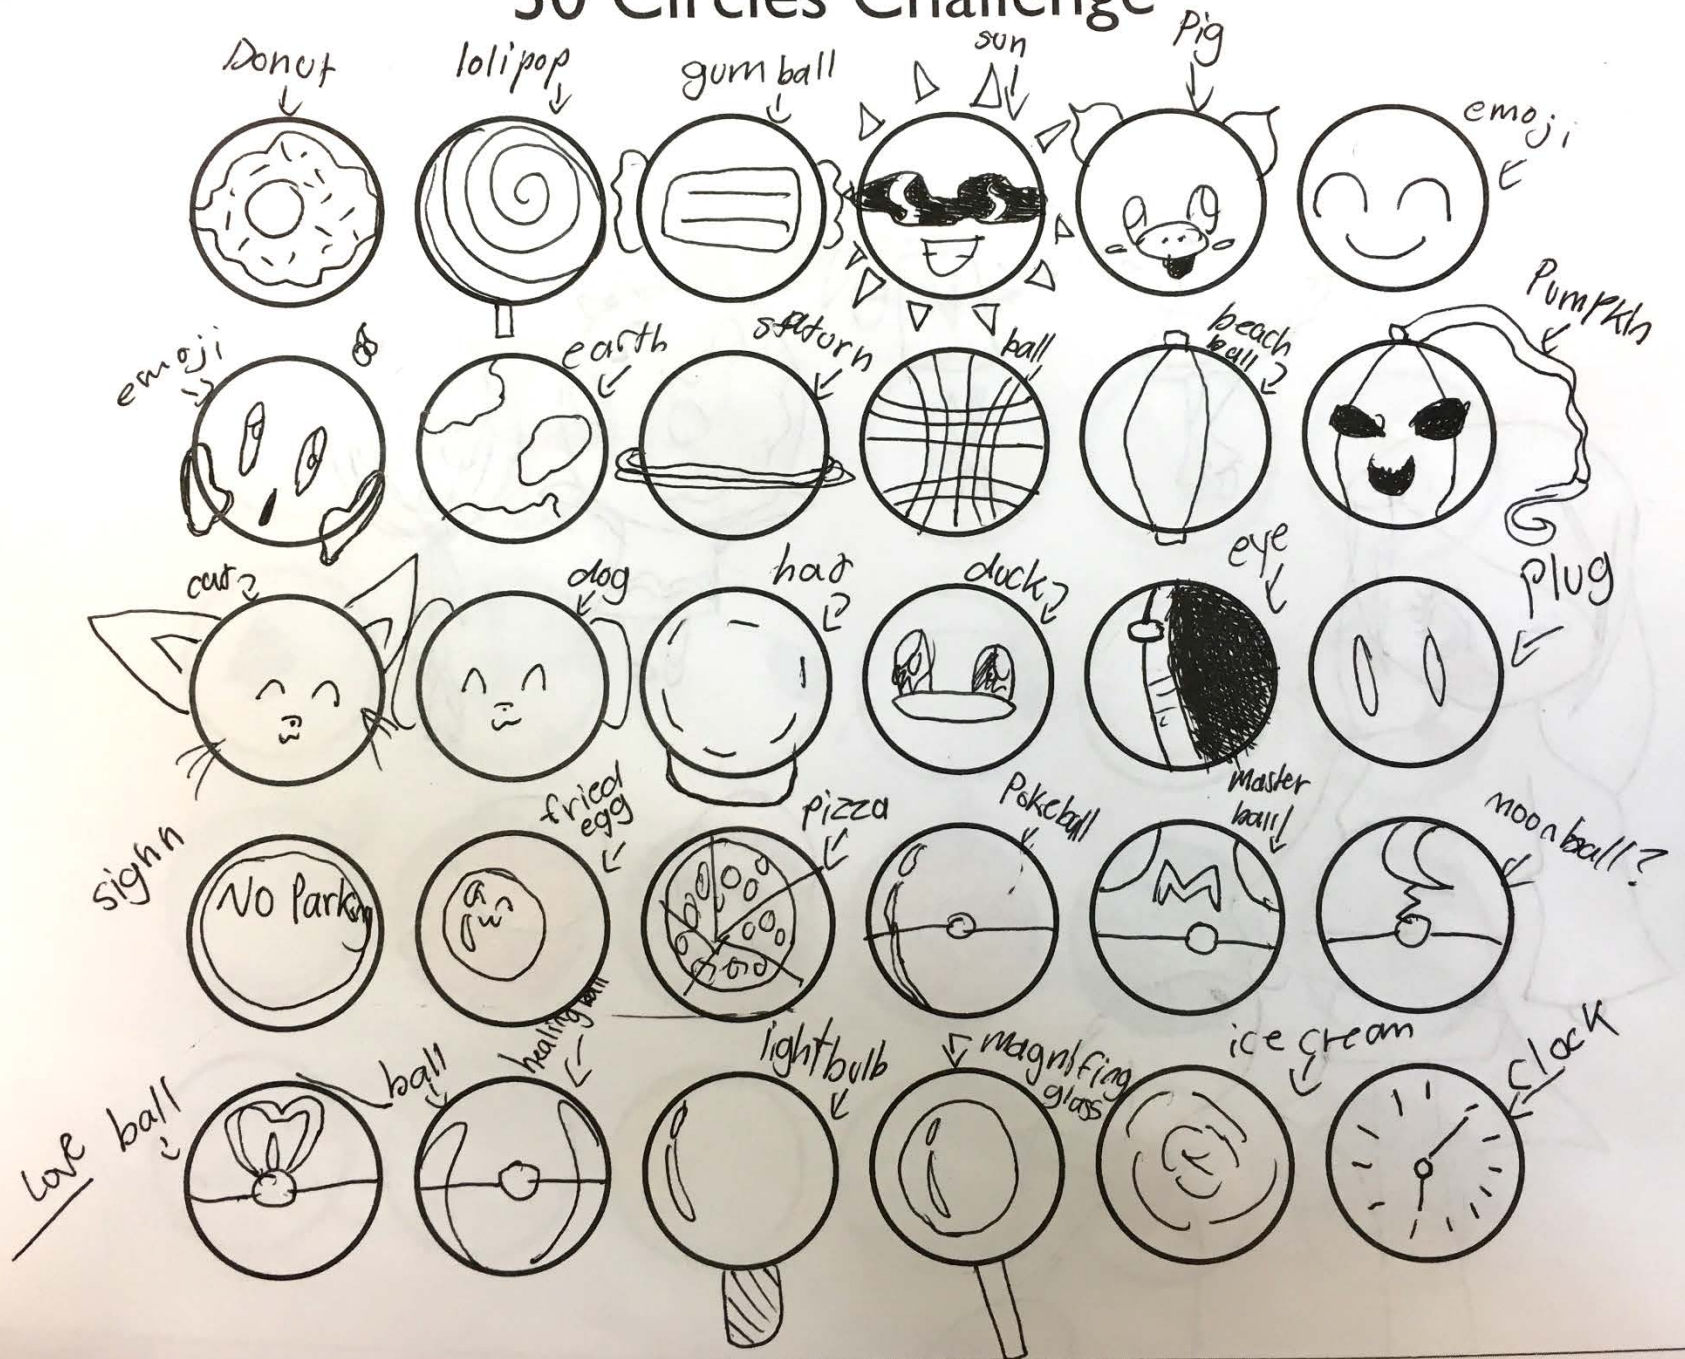 30 Circles Challenge
Donut
lolipop
gum ball
sun
Pig
emoji
emoji
earth
saturn
ball
beach
ball
Pumpkin
cat
dog
hat
duck
eye
plug
sighn
No Parking
fried
egg
pizza
Pokeball
Master
ball
M
moon ball?
Love ball
ball
healing ball
lightbulb
magnifing
glass
ice cream
clock